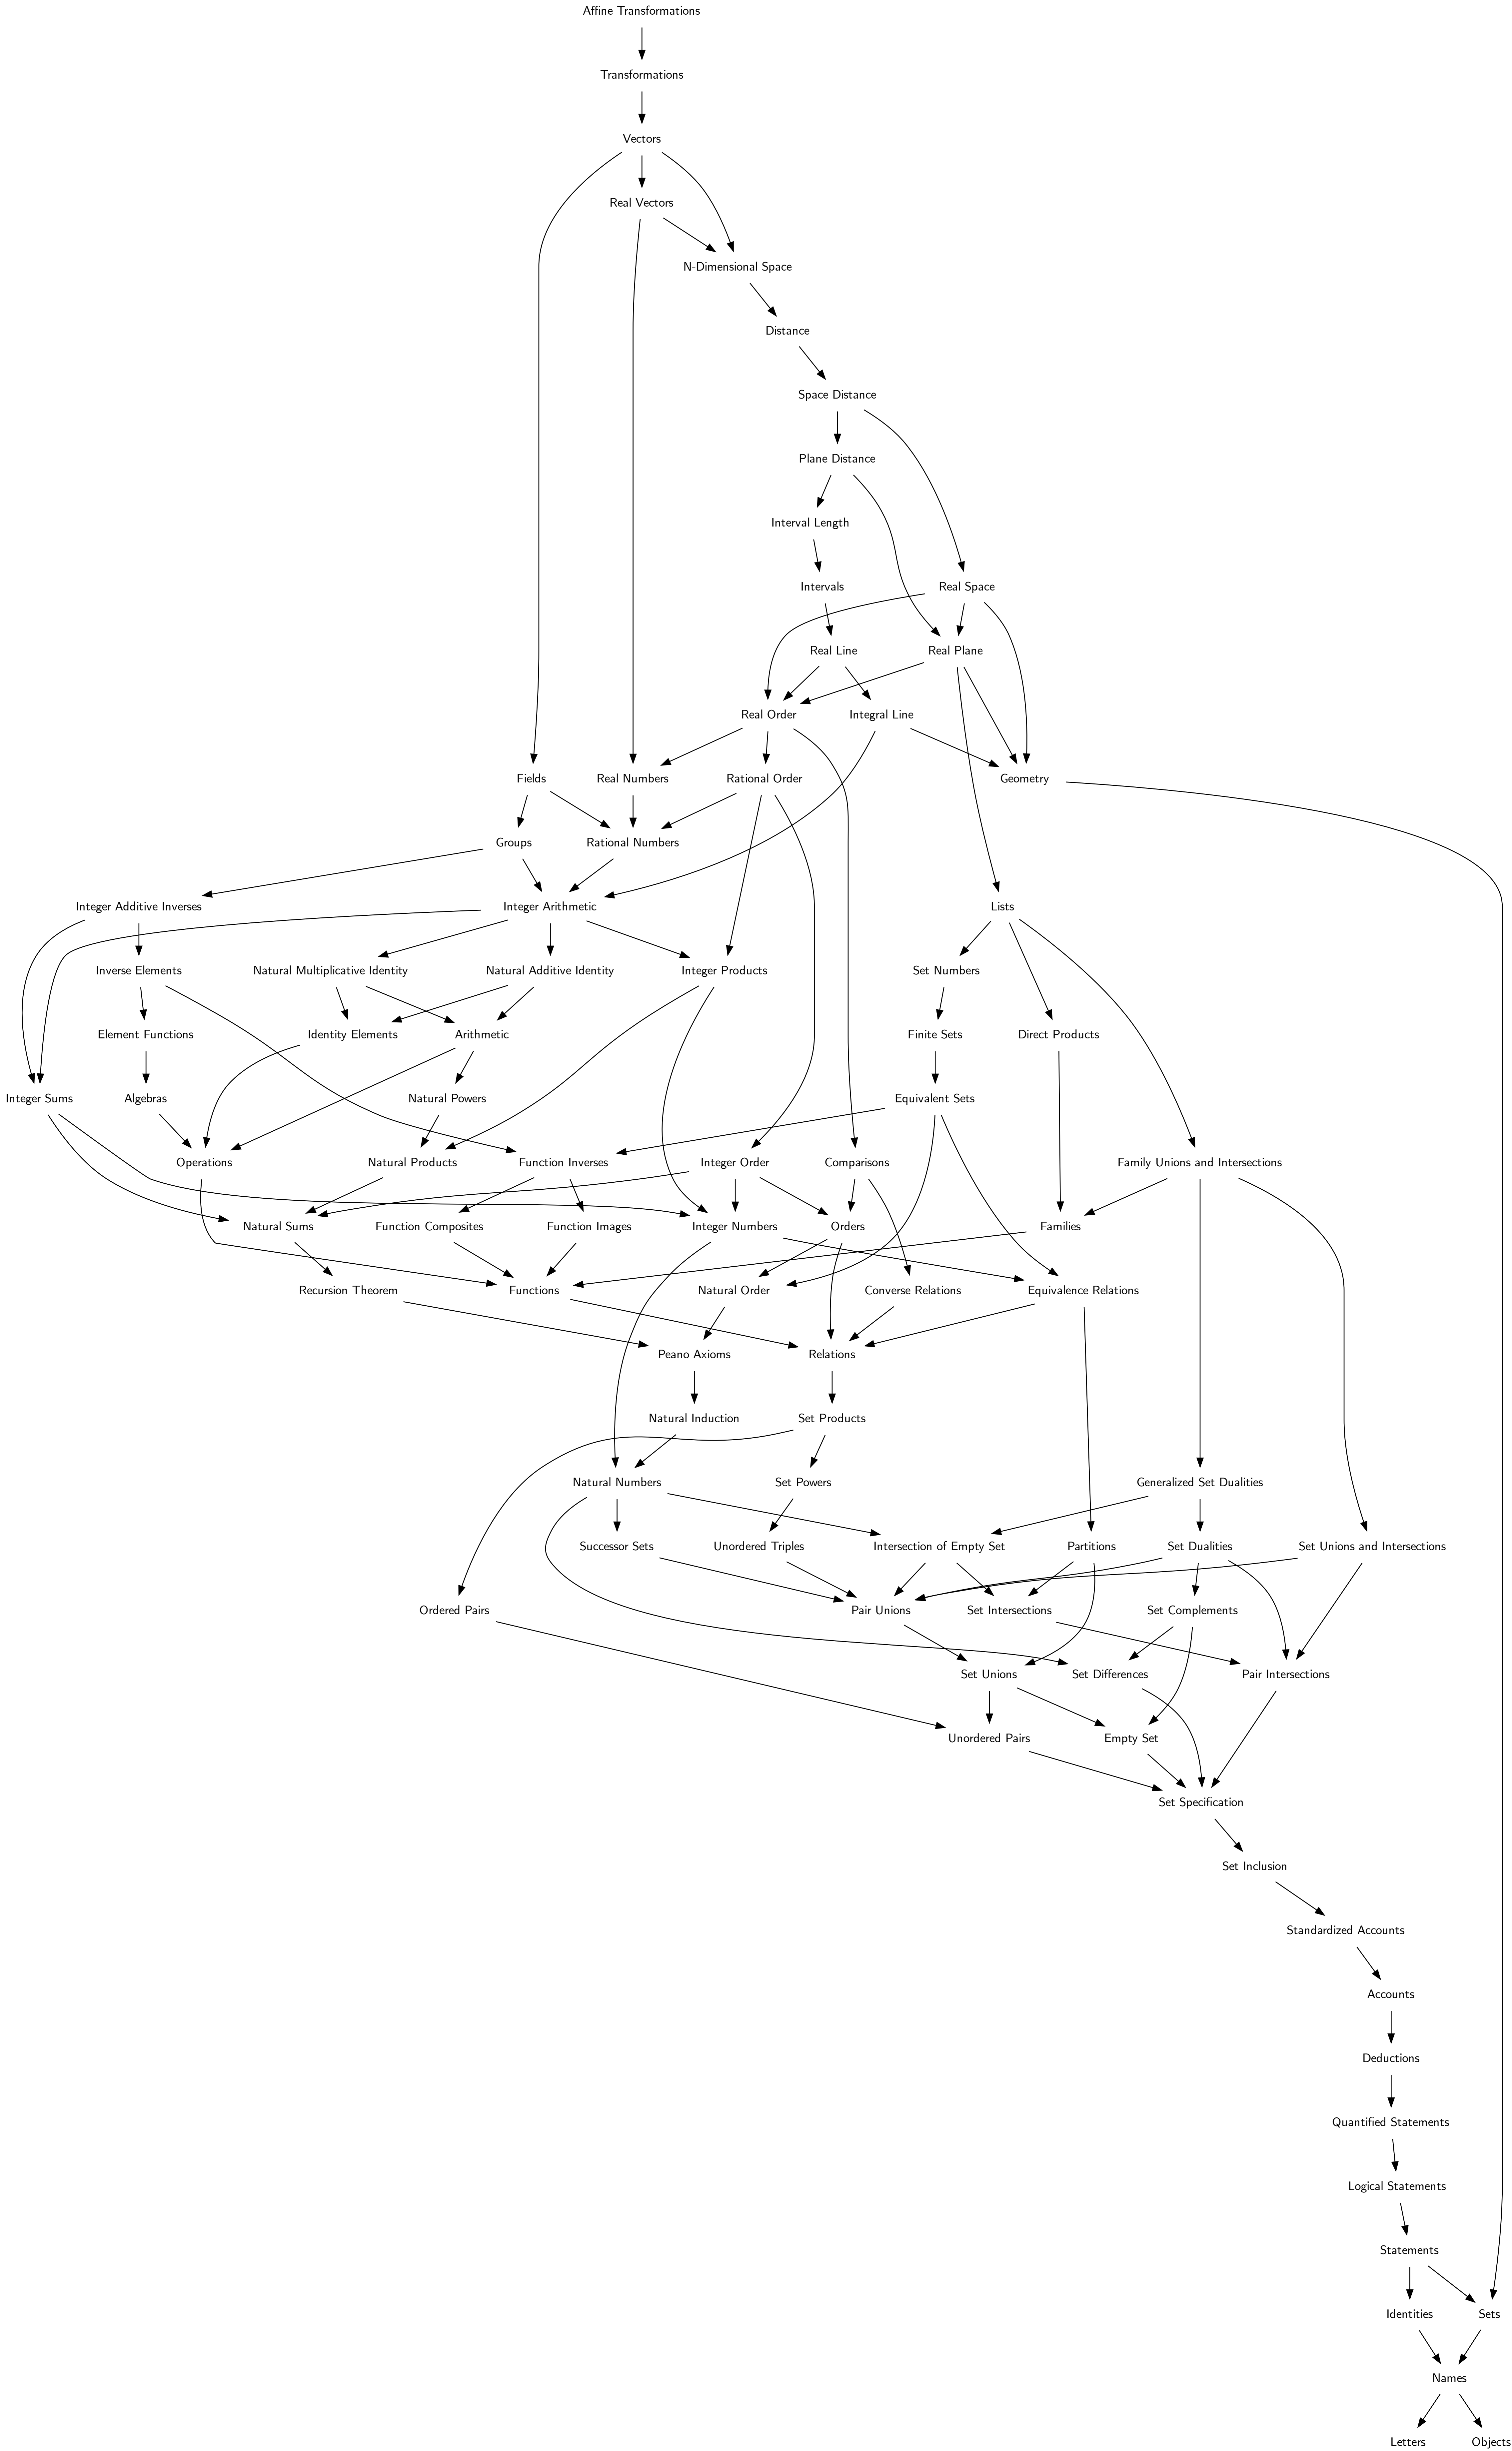 Affine Transformations
Transformations
Vectors
Real Vectors
N-Dimensional Space
Distance
Space Distance
Plane Distance
Interval Length
Intervals
Real Space
Real Line
Real Plane
Real Order
Integral Line
Fields
Real Numbers
Rational Order
Geometry
Groups
Rational Numbers
Integer Additive Inverses
Integer Arithmetic
Lists
Inverse Elements
Natural Multiplicative Identity
Natural Additive Identity
Integer Products
Set Numbers
Element Functions
Identity Elements
Arithmetic
Finite Sets
Direct Products
Integer Sums
Algebras
Natural Powers
Equivalent Sets
Operations
Natural Products
Function Inverses
Integer Order
Comparisons
Family Unions and Intersections
Natural Sums
Function Composites
Function Images
Integer Numbers
Orders
Families
Recursion Theorem
Functions
Natural Order
Converse Relations
Equivalence Relations
Peano Axioms
Relations
Natural Induction
Set Products
Natural Numbers
Set Powers
Generalized Set Dualities
Successor Sets
Unordered Triples
Intersection of Empty Set
Partitions
Set Dualities
Set Unions and Intersections
Ordered Pairs
Pair Unions
Set Intersections
Set Complements
Set Unions
Set Differences
Pair Intersections
Unordered Pairs
Empty Set
Set Specification
Set Inclusion
Standardized Accounts
Accounts
Deductions
Quantified Statements
Logical Statements
Statements
Identities
Sets
Names
Letters
Objects